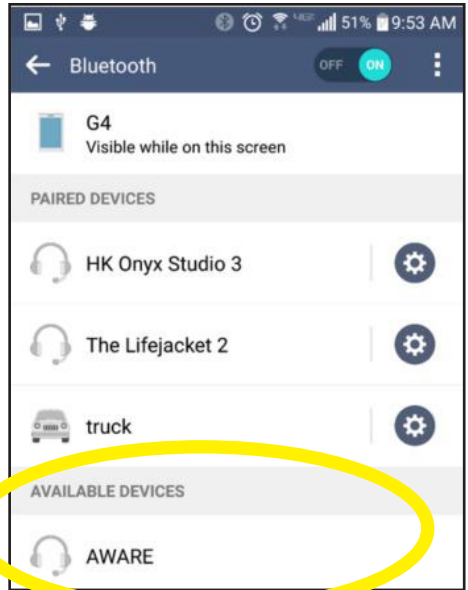 51% 9:53 AM
Bluetooth OFF ON
G4
Visible while on this screen
PAIRED DEVICES
HK Onyx Studio 3
The Lifejacket 2
truck
AVAILABLE DEVICES
AWARE